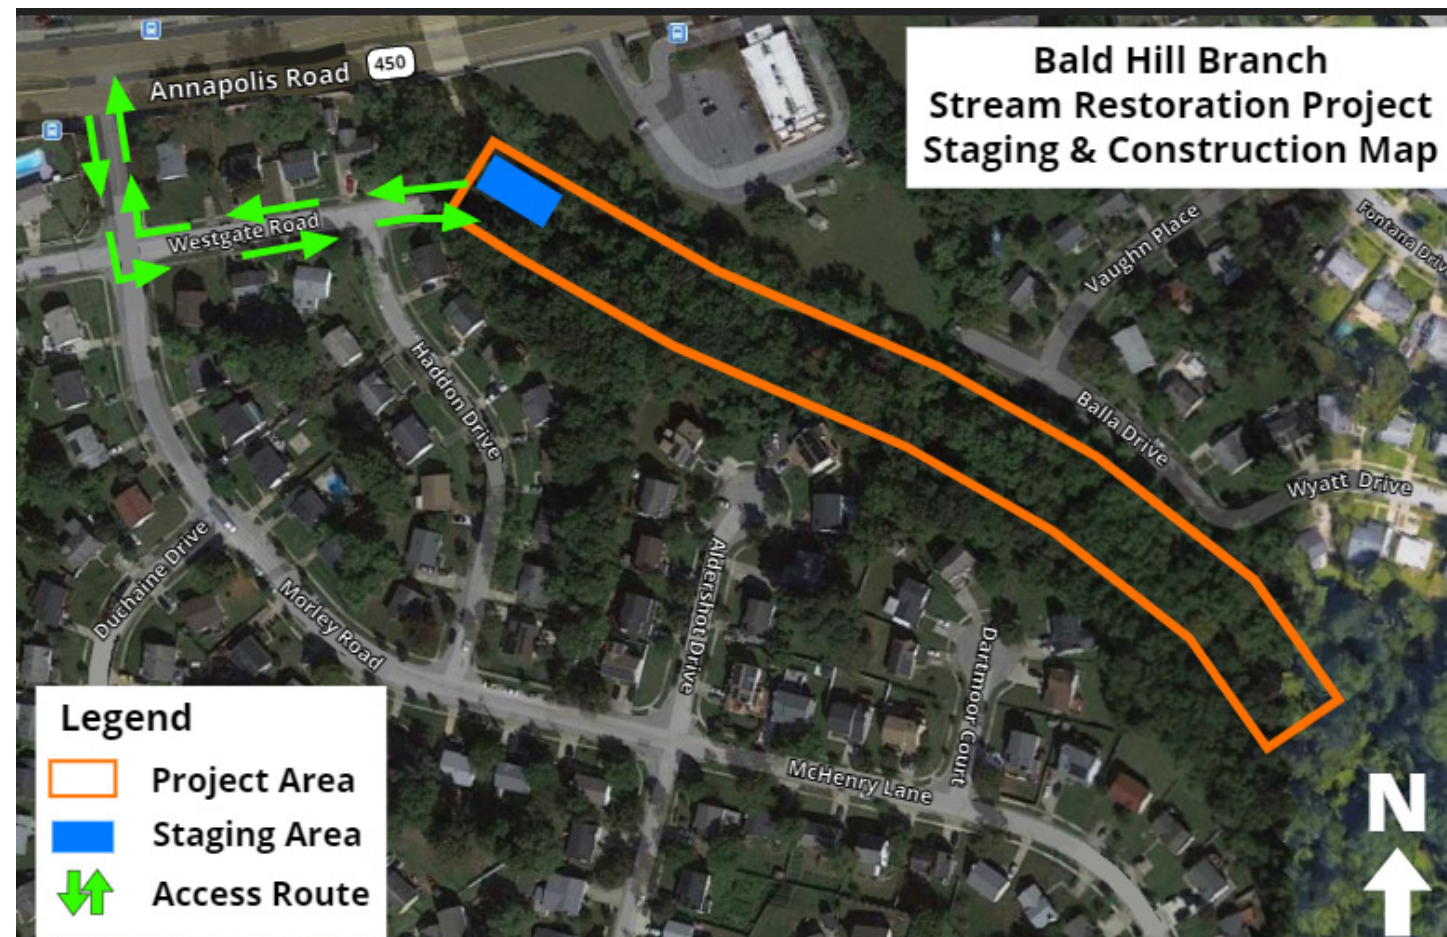 Annapolis Road
450
Bald Hill Branch
Stream Restoration Project
Staging & Construction Map
Westgate Road
Vaughn Place
Fontana Driv
Haddon Drive
Balla Drive
Wyatt Drive
Duchaine Drive
Morley Road
Aldershot Drive
Dartmoor Court
McHenry Lane
Legend
Project Area
Staging Area
Access Route
N